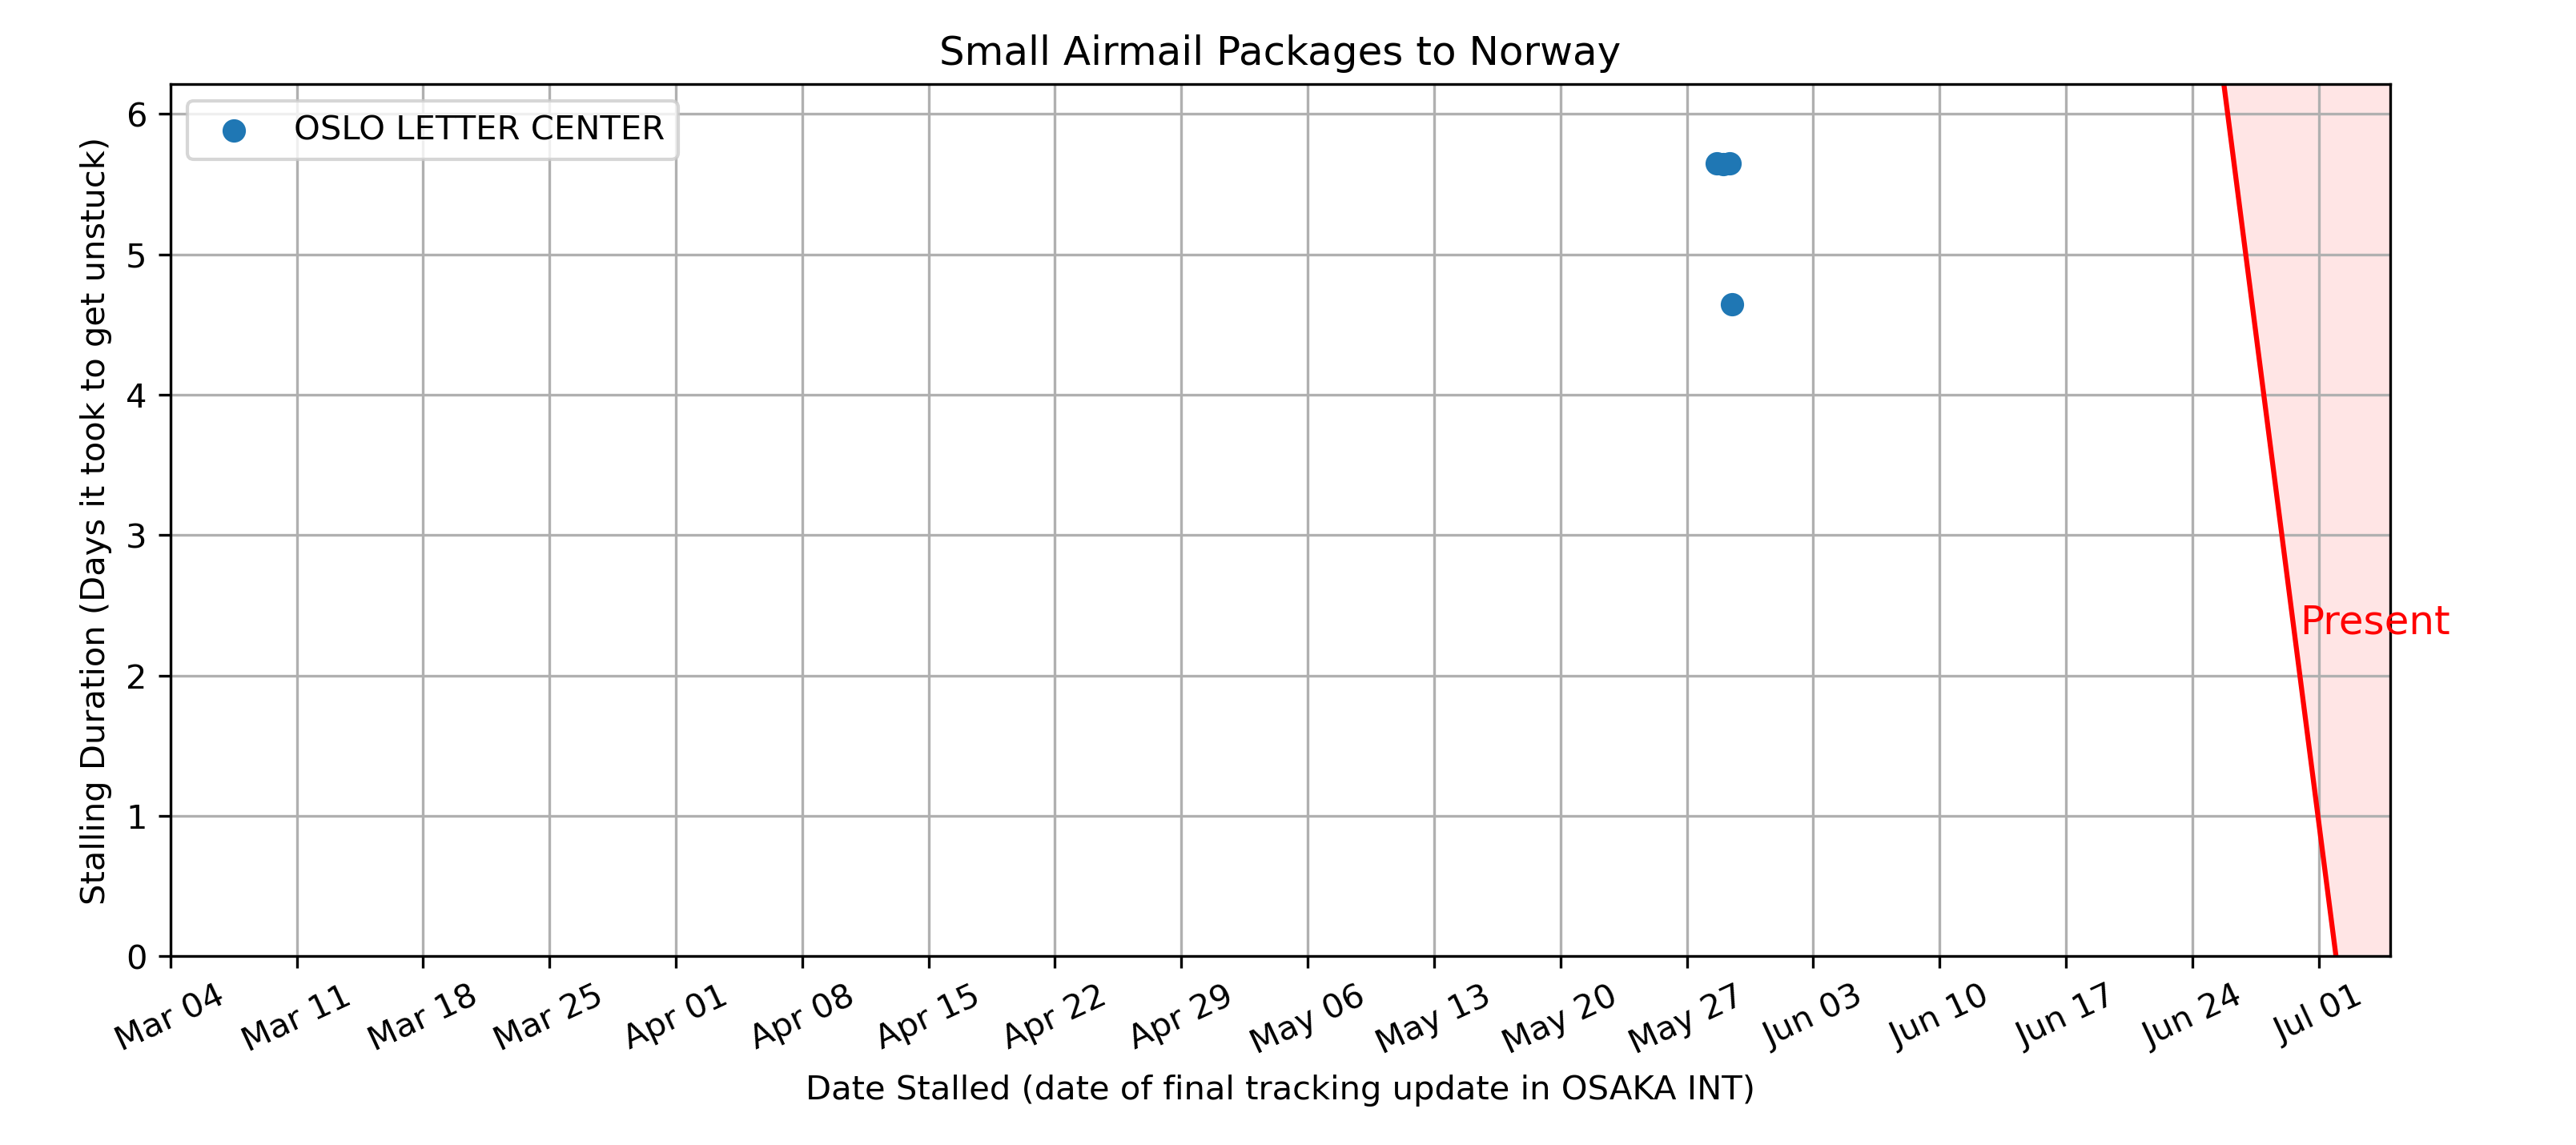 Small Airmail Packages to Norway
OSLO LETTER CENTER
Stalling Duration (Days it took to get unstuck)
6
5
4
3
2
1
0
Present
Mar 04
Mar 11
Mar 18
Mar 25
Apr 01
Apr 08
Apr 15
Apr 22
Apr 29
May 06
May 13
May 20
May 27
Jun 03
Jun 10
Jun 17
Jun 24
Jul 01
Date Stalled (date of final tracking update in OSAKA INT)